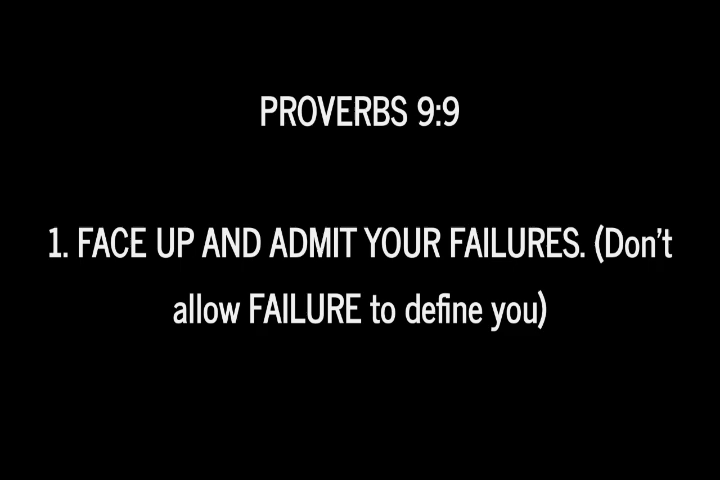 PROVERBS 9:9
1. FACE UP AND ADMIT YOUR FAILURES. (Don't
allow FAILURE to define you)